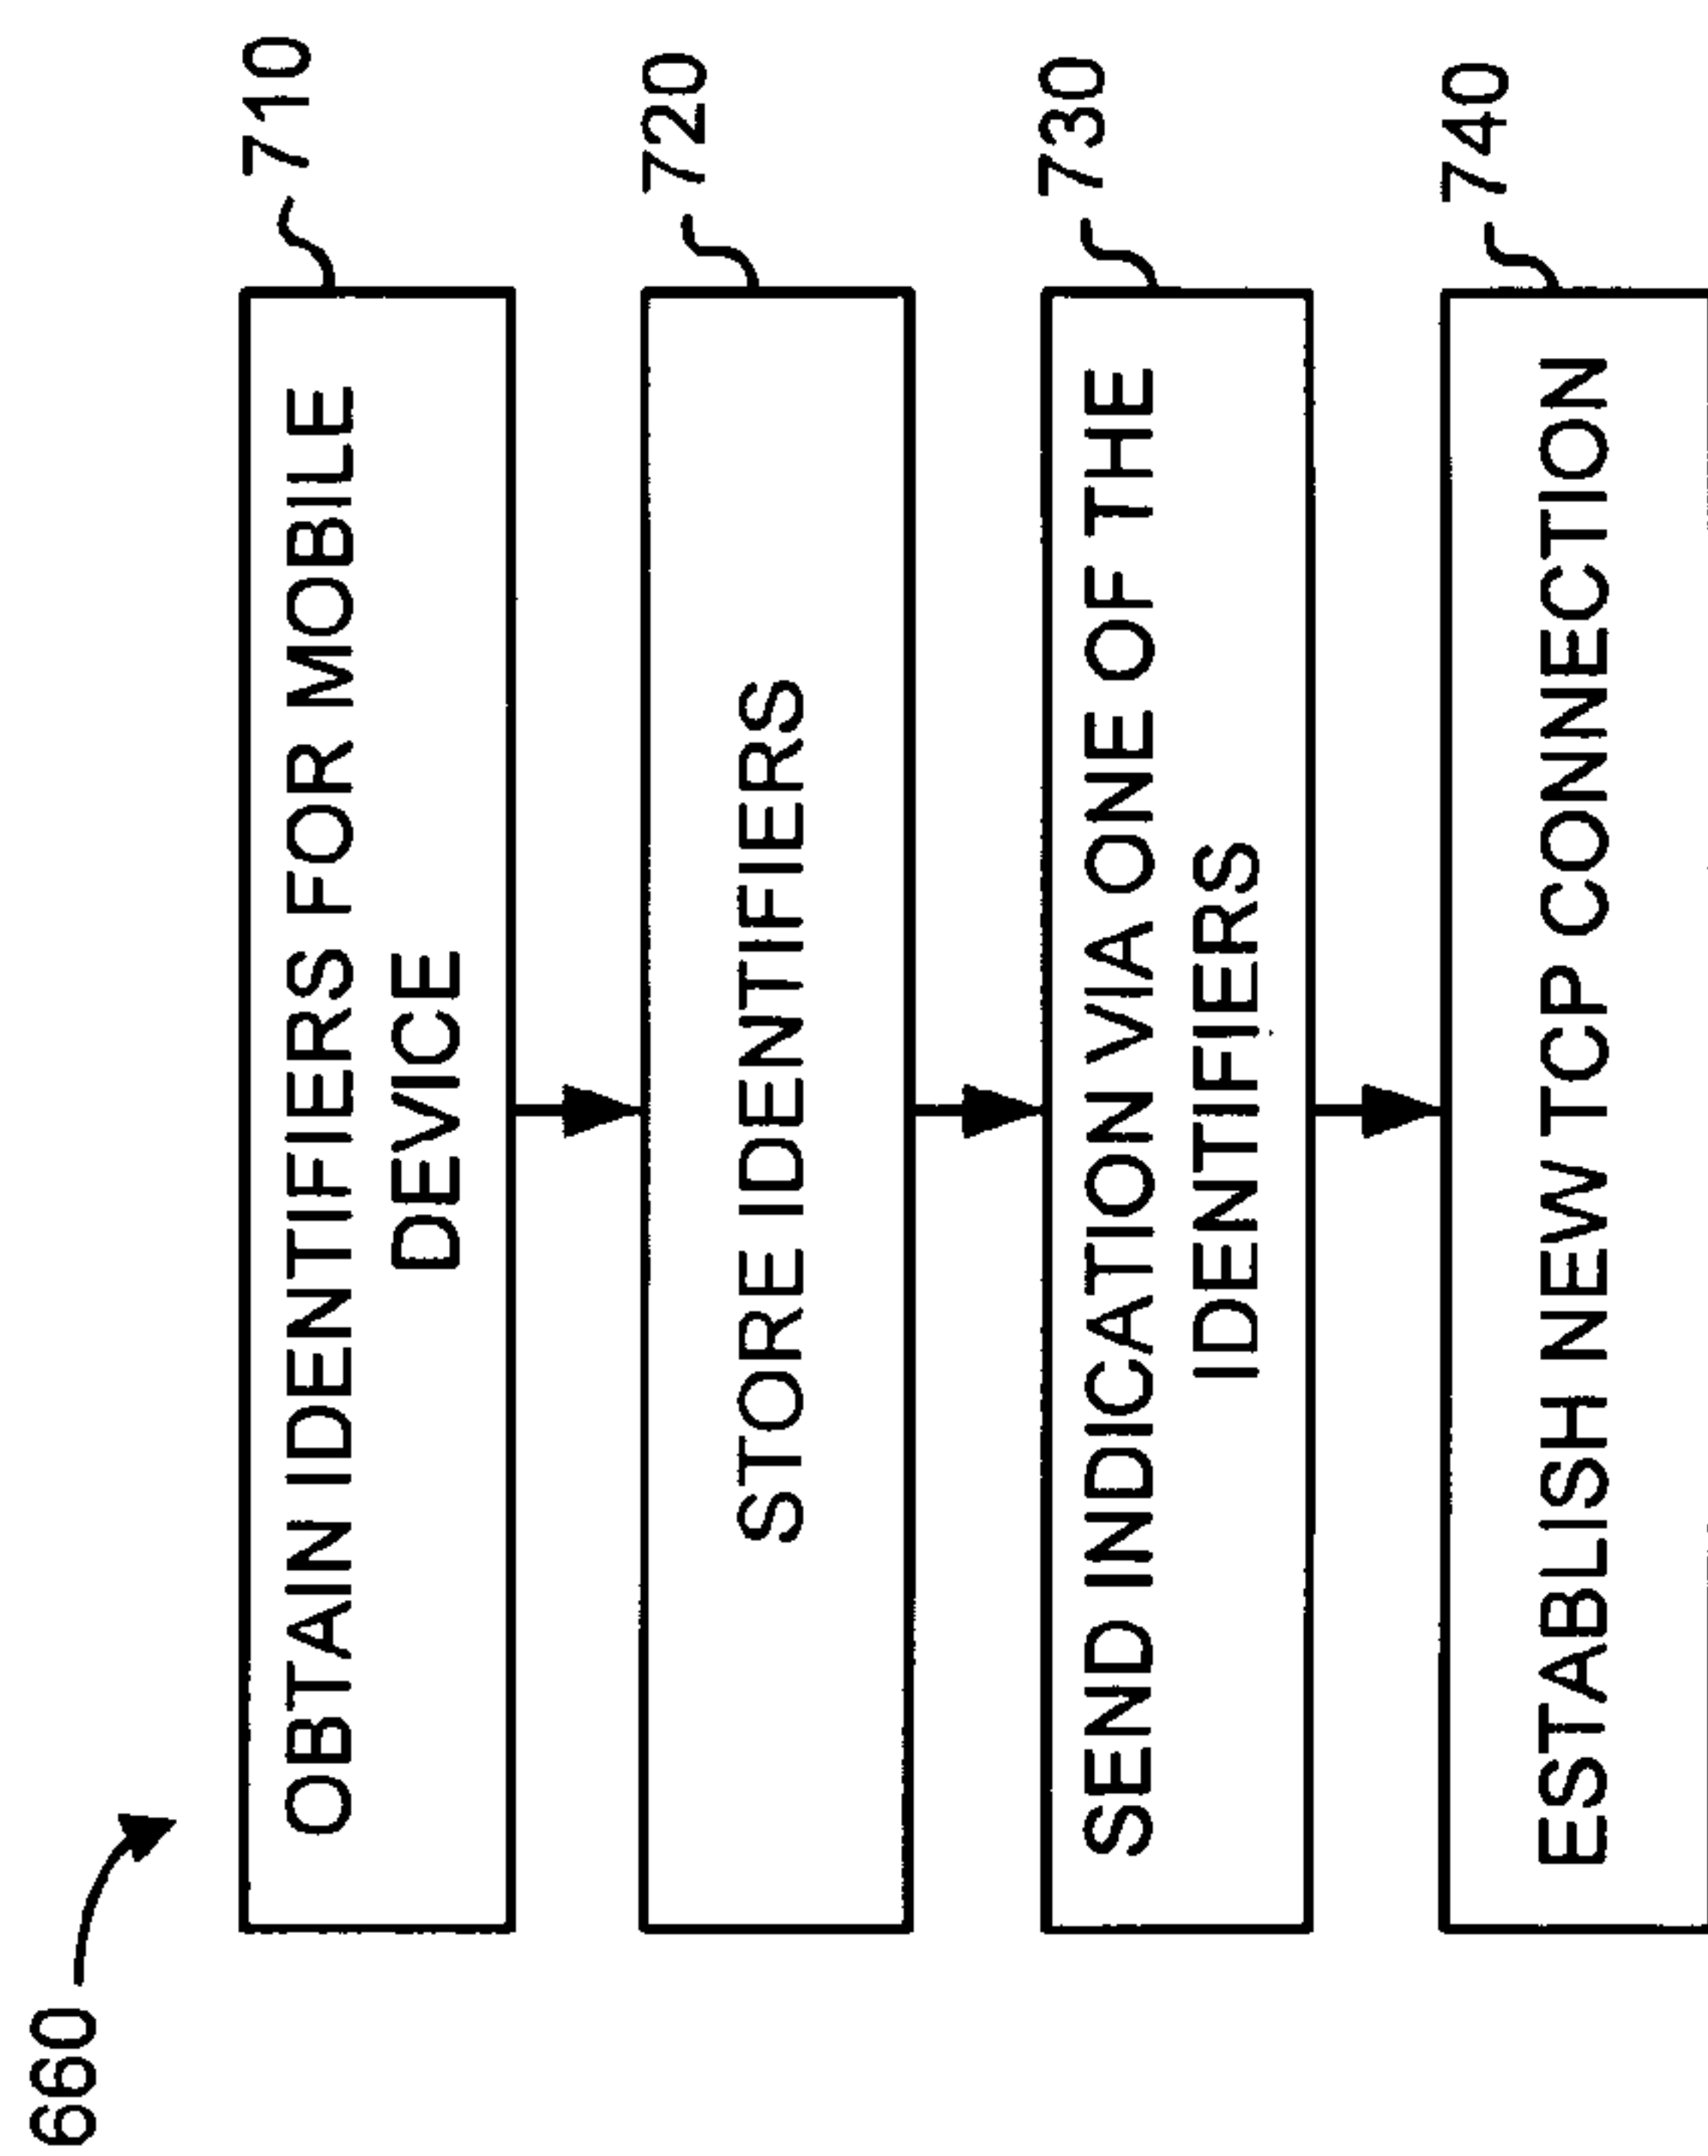 660
OBTAIN IDENTIFIERS FOR MOBILE
DEVICE
710
STORE IDENTIFIERS
720
SEND INDICATION VIA ONE OF THE
IDENTIFIERS
730
ESTABLISH NEW TCP CONNECTION
740